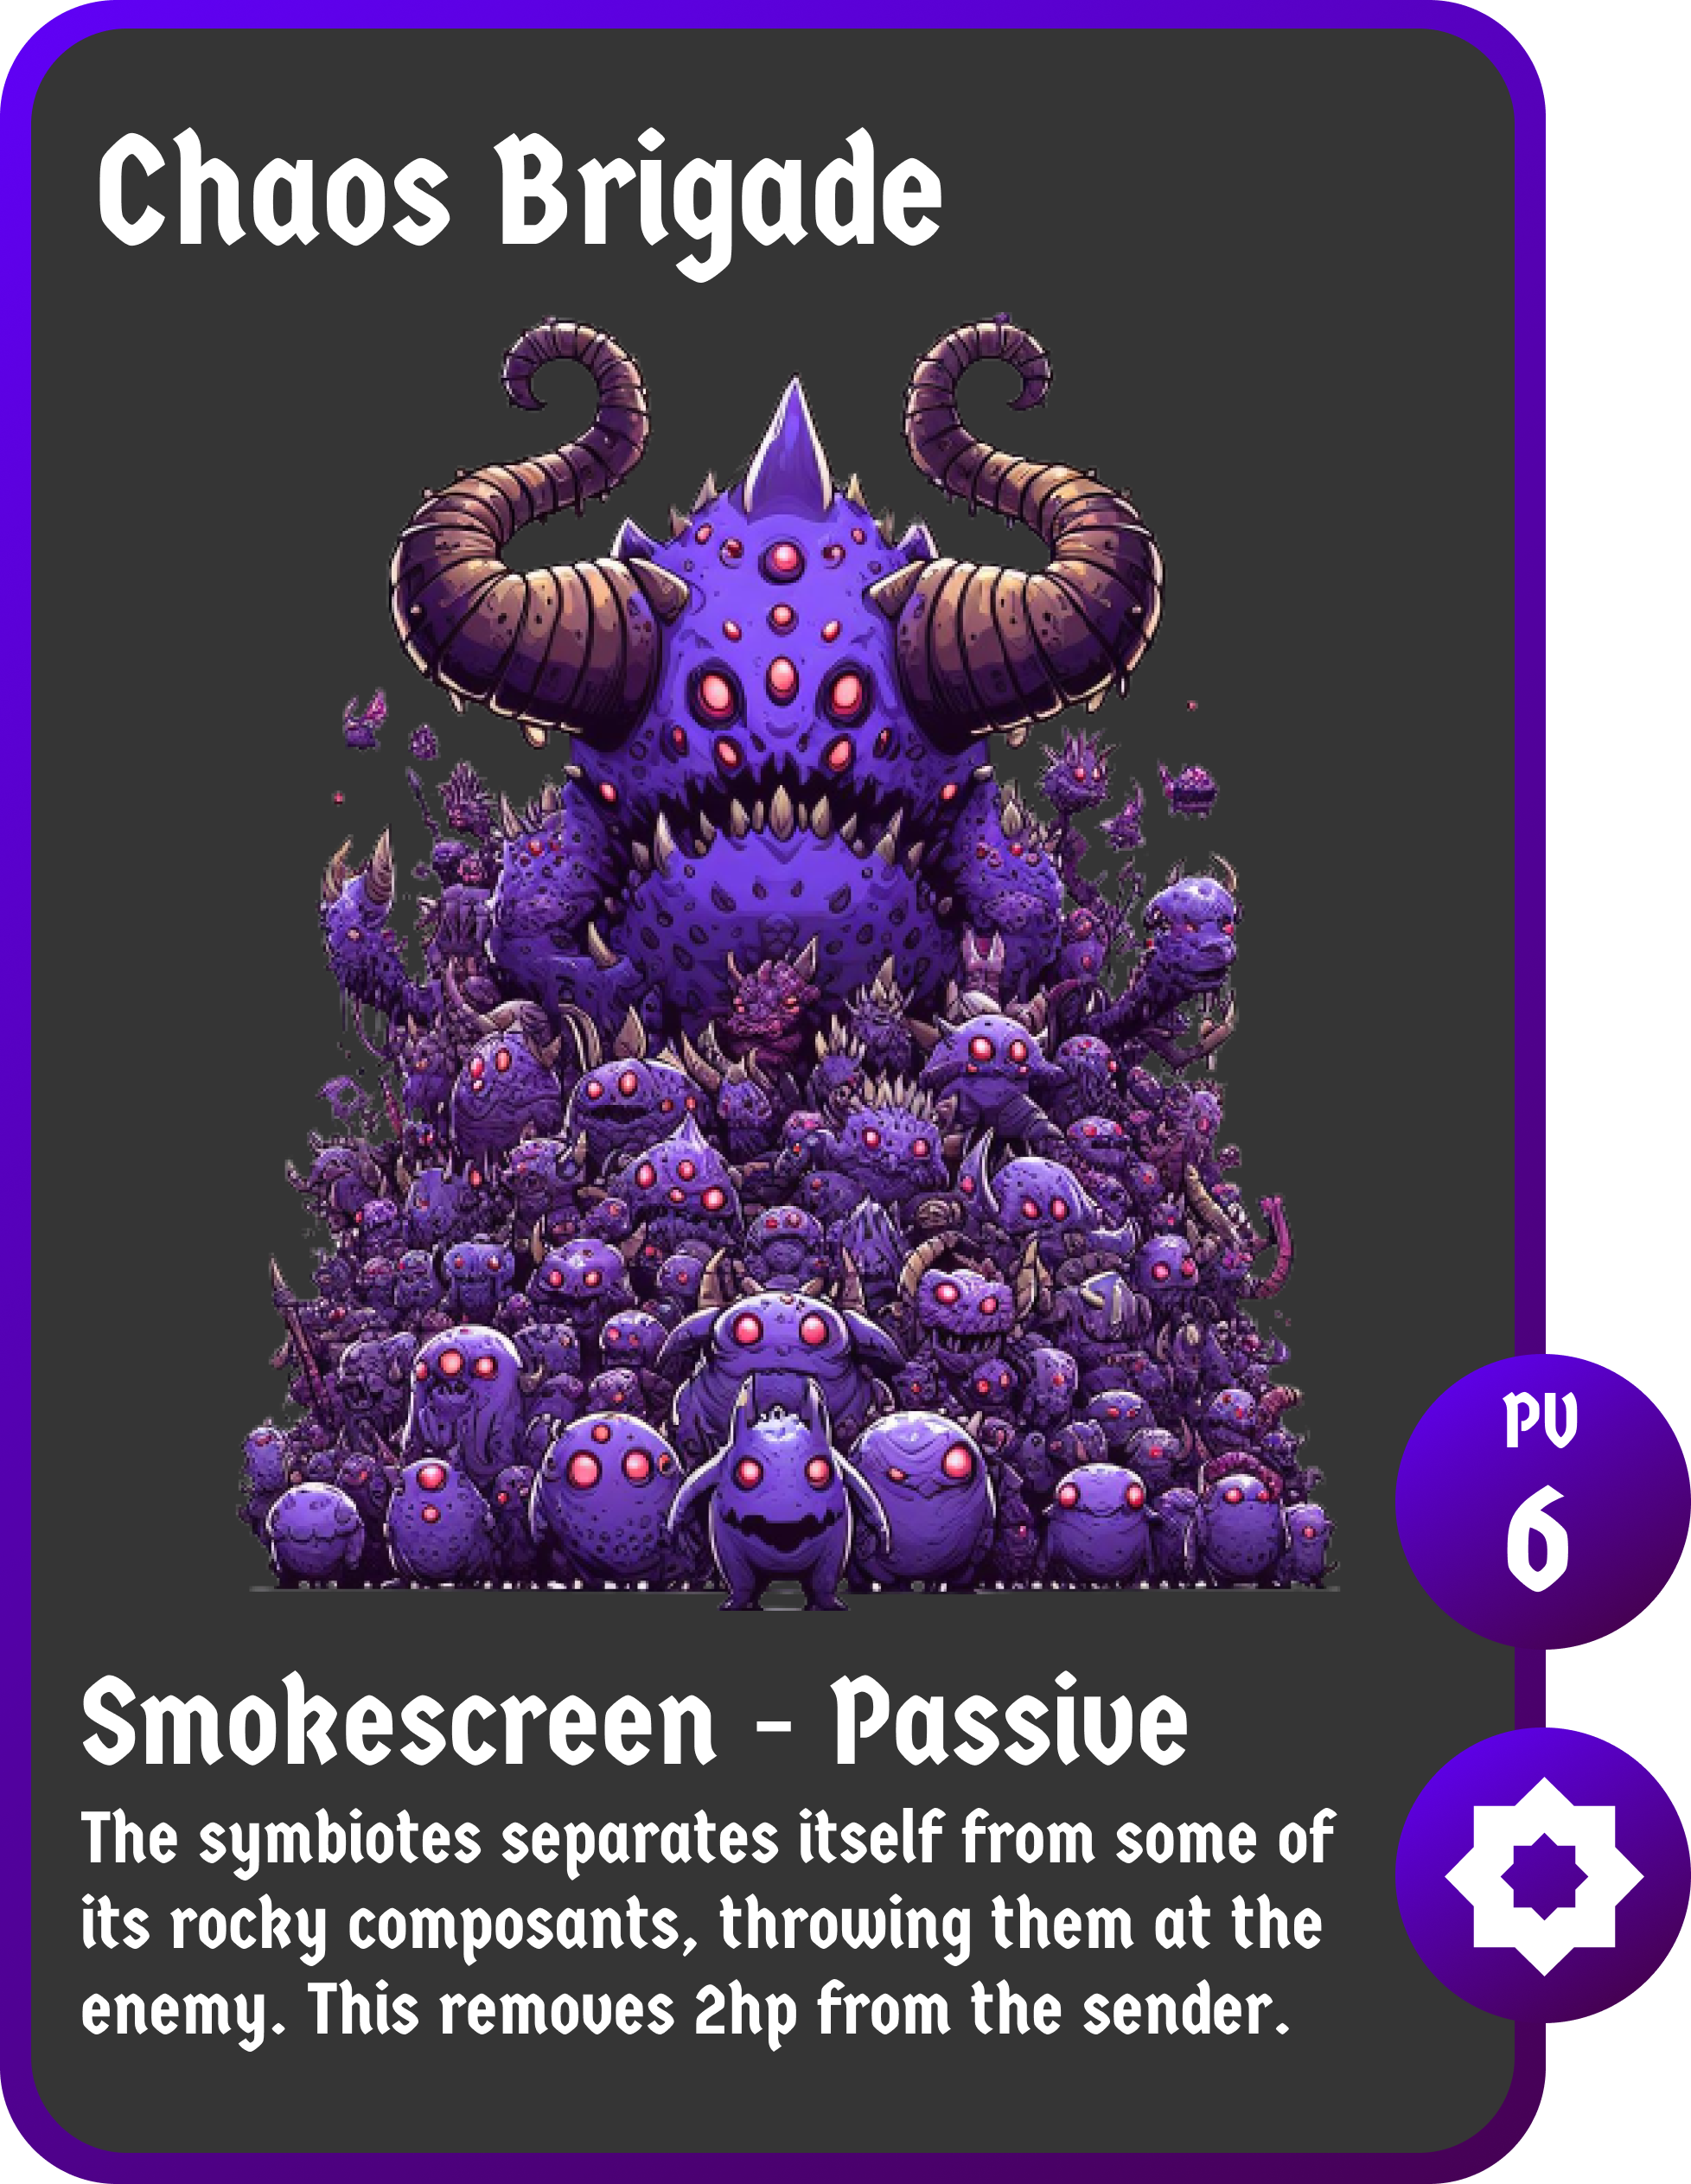 Chaos Brigade
PV
6
Smokescreen - Passive
The symbiotes separates itself from some of
its rocky composants, throwing them at the
enemy. This removes 2hp from the sender.